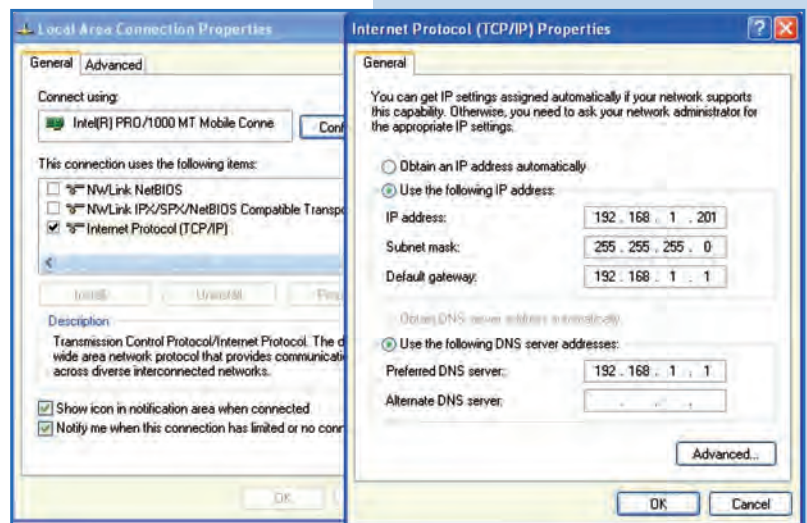 Local Area Connection Properties
General Advanced
Connect using:
Intel(R) PRO/1000 MT Mobile Conne
Conf
This connection uses the following items:
NWLink NetBIOS
NWLink IPX/SPX/NetBIOS Compatible Transpo
Internet Protocol (TCP/IP)
Install Uninstall
Description
Transmission Control Protocol/Internet Protocol. The d
wide area network protocol that provides communicati
across diverse interconnected networks.
Show icon in notification area when connected
Notify me when this connection has limited or no conn
OK
Internet Protocol (TCP/IP) Properties
General
You can get IP settings assigned automatically if your network supports
this capability. Otherwise, you need to ask your network administrator for
the appropriate IP settings.
Obtain an IP address automatically
Use the following IP address:
IP address: 192 . 168 . 1 . 201
Subnet mask: 255 . 255 . 255 . 0
Default gateway: 192 . 168 . 1 . 1
Obtain DNS server address automatically
Use the following DNS server addresses:
Preferred DNS server: 192 . 168 . 1 . 1
Alternate DNS server: . . .
Advanced...
OK Cancel